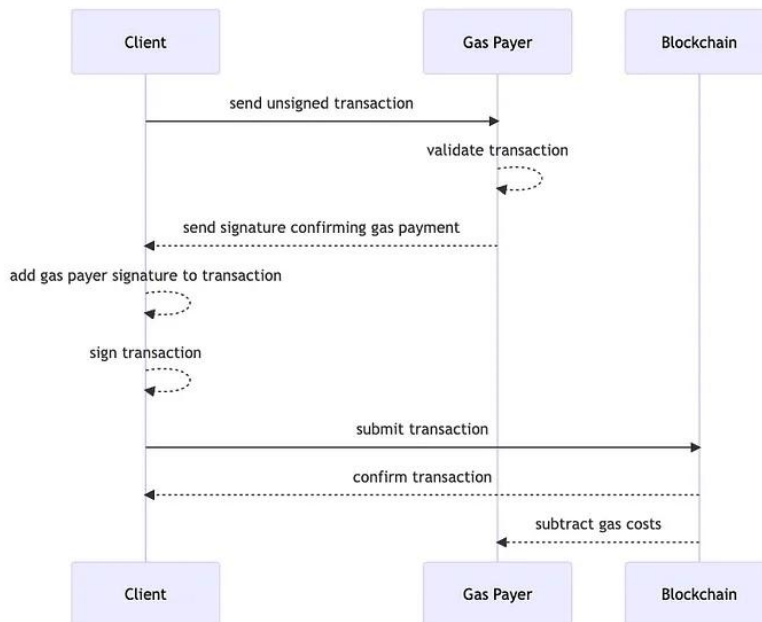 Client
Gas Payer
Blockchain
send unsigned transaction
validate transaction
send signature confirming gas payment
add gas payer signature to transaction
sign transaction
submit transaction
confirm transaction
subtract gas costs
Client
Gas Payer
Blockchain